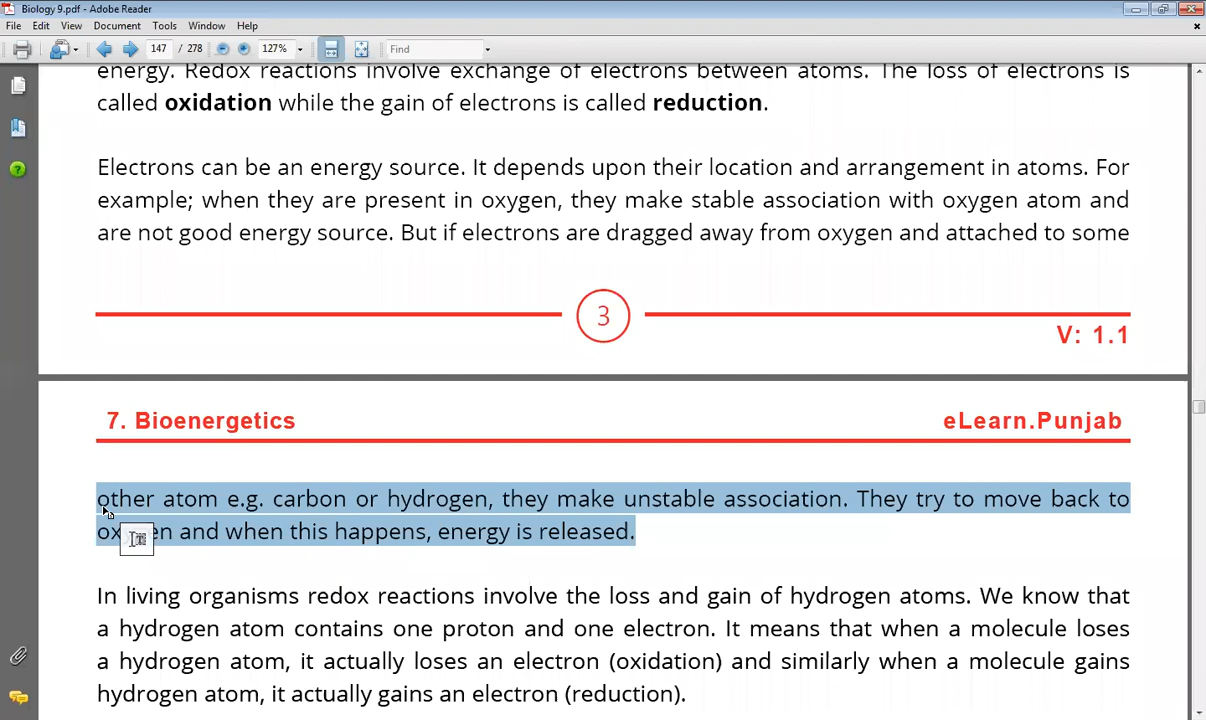 Biology 9.pdf - Adobe Reader
File Edit View Document Tools Window Help
147 / 278 127% Find
energy. Redox reactions involve exchange of electrons between atoms. The loss of electrons is
called oxidation while the gain of electrons is called reduction.
Electrons can be an energy source. It depends upon their location and arrangement in atoms. For
example; when they are present in oxygen, they make stable association with oxygen atom and
are not good energy source. But if electrons are dragged away from oxygen and attached to some
3
V: 1.1
7. Bioenergetics eLearn.Punjab
other atom e.g. carbon or hydrogen, they make unstable association. They try to move back to
oxygen and when this happens, energy is released.
In living organisms redox reactions involve the loss and gain of hydrogen atoms. We know that
a hydrogen atom contains one proton and one electron. It means that when a molecule loses
a hydrogen atom, it actually loses an electron (oxidation) and similarly when a molecule gains
hydrogen atom, it actually gains an electron (reduction).